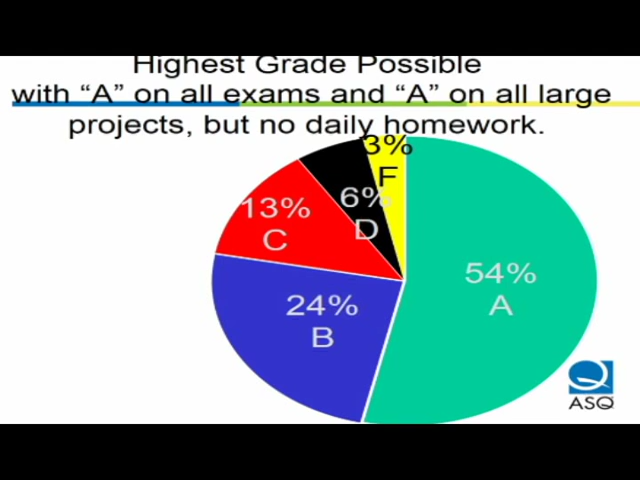 Highest Grade Possible
with “A” on all exams and “A” on all large
projects, but no daily homework.
3%
F
6%
D
13%
C
54%
A
24%
B
ASQ